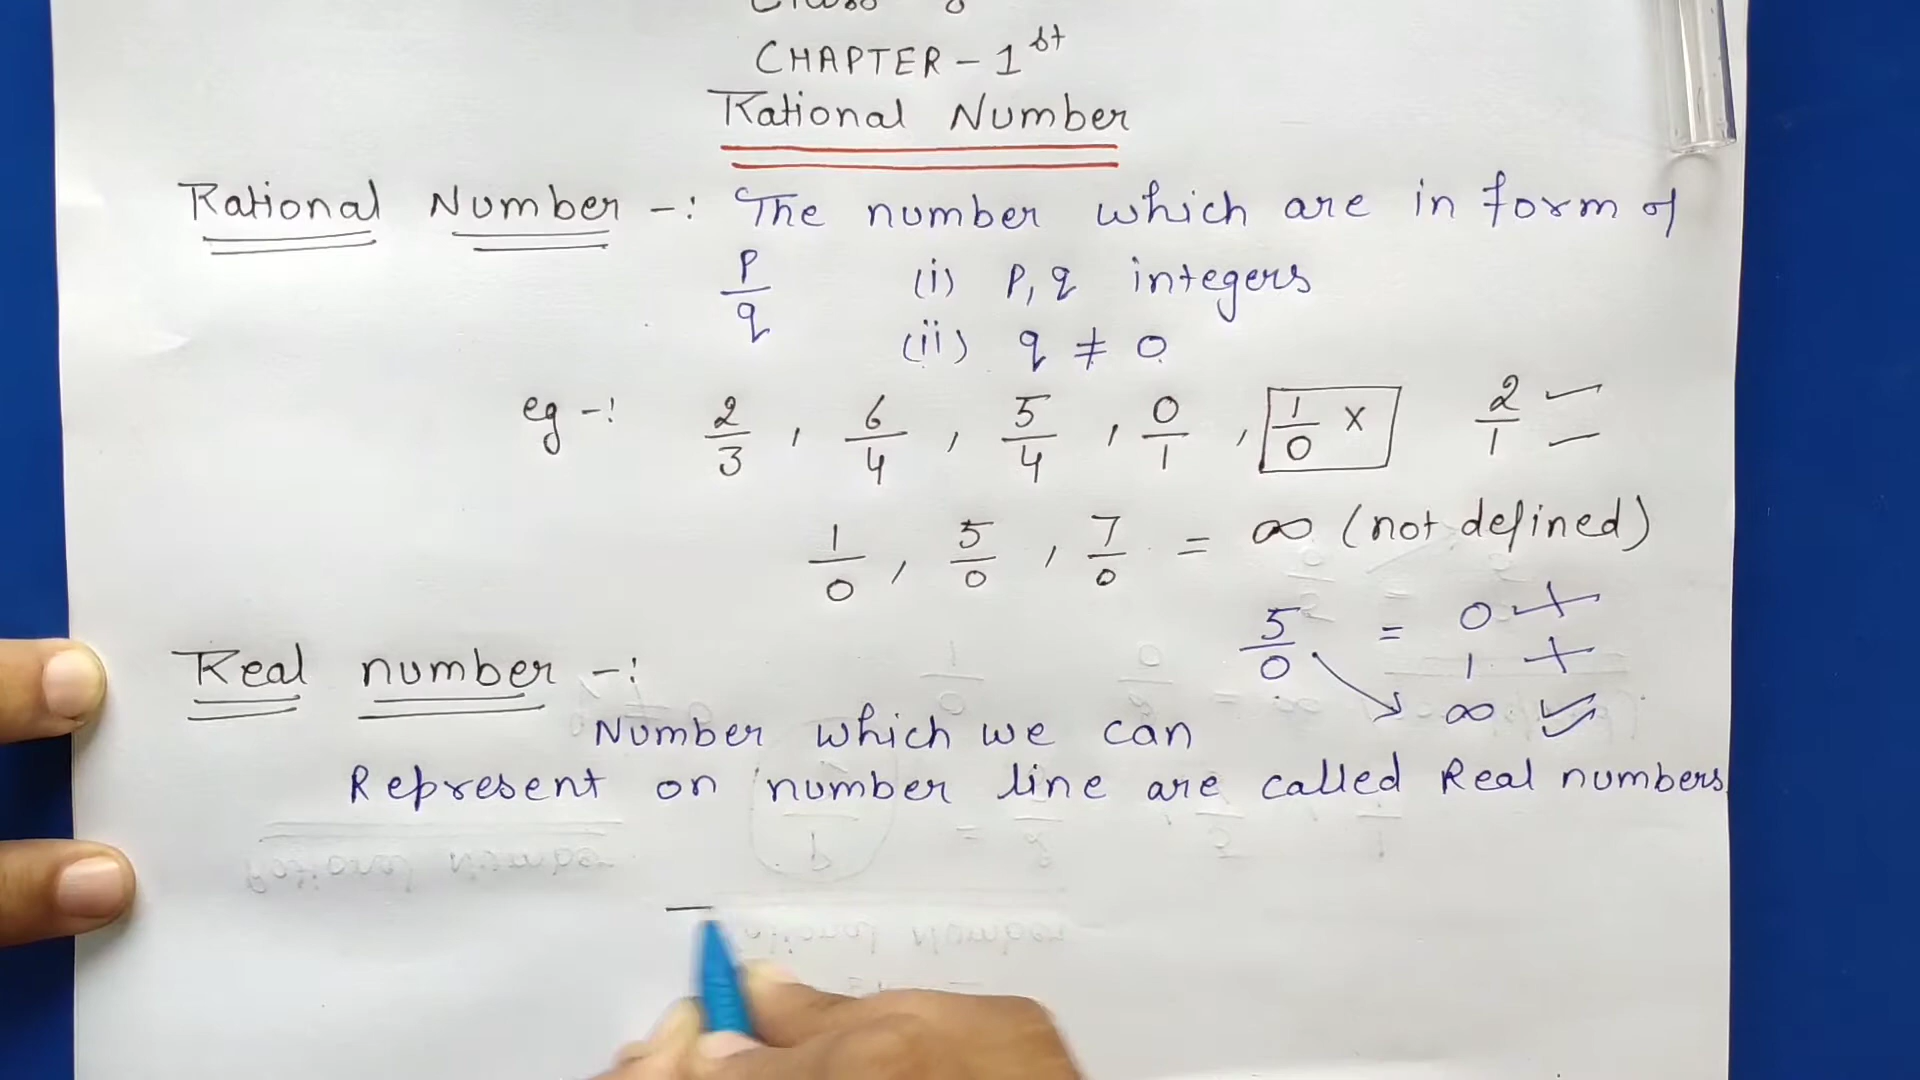 Class 8
CHAPTER - 1st
Rational Number
Rational Number -: The number which are in form of
p/q (i) P, q integers
(ii) q ≠ 0
eg -: 2/3 , 6/4 , 5/4 , 0/1 , 1/0 × 2/1
1/0 , 5/0 , 7/0 = ∞ (not defined)
5/0 = 0 ×
1 ×
∞ ✓
Real number -:
Number which we can
Represent on number line are called Real numbers